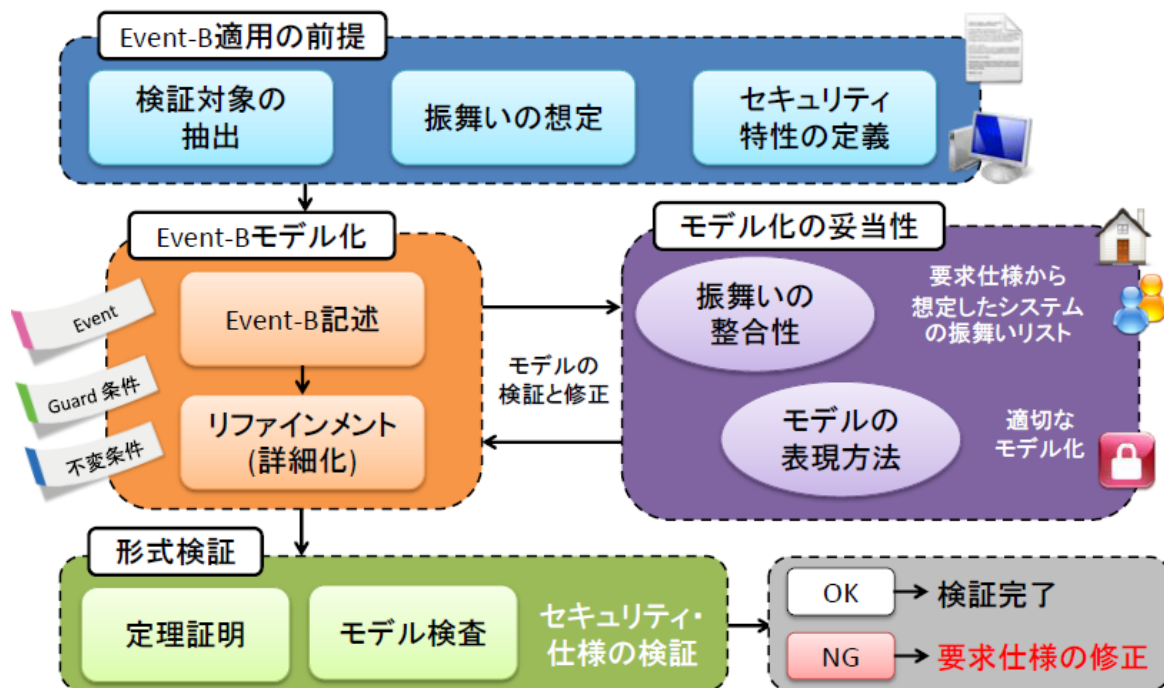 Event-B適用の前提
検証対象の
抽出
振舞いの想定
セキュリティ
特性の定義
Event-Bモデル化
Event
Guard 条件
不変条件
Event-B記述
リファインメント
(詳細化)
モデルの
検証と修正
モデル化の妥当性
振舞いの
整合性
要求仕様から
想定したシステム
の振舞いリスト
モデルの
表現方法
適切な
モデル化
形式検証
定理証明
モデル検査
セキュリティ・
仕様の検証
OK
検証完了
NG
要求仕様の修正